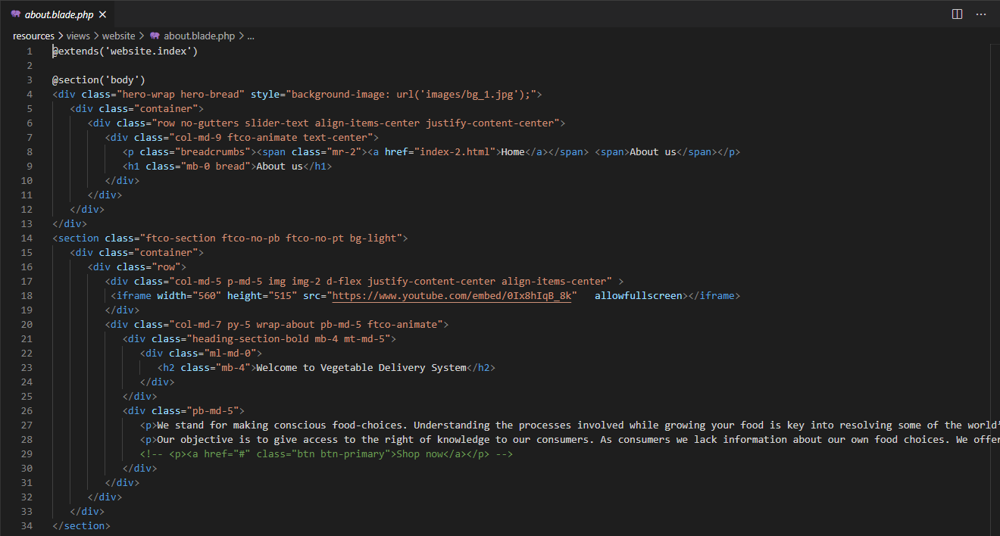 about.blade.php
resources > views > website > about.blade.php > ...
1 @extends('website.index')
2
3 @section('body')
4 <div class="hero-wrap hero-bread" style="background-image: url('images/bg_1.jpg');">
5 <div class="container">
6 <div class="row no-gutters slider-text align-items-center justify-content-center">
7 <div class="col-md-9 ftco-animate text-center">
8 <p class="breadcrumbs"><span class="mr-2"><a href="index-2.html">Home</a></span> <span>About us</span></p>
9 <h1 class="mb-0 bread">About us</h1>
10 </div>
11 </div>
12 </div>
13 </div>
14 <section class="ftco-section ftco-no-pb ftco-no-pt bg-light">
15 <div class="container">
16 <div class="row">
17 <div class="col-md-5 p-md-5 img img-2 d-flex justify-content-center align-items-center" >
18 <iframe width="560" height="515" src="https://www.youtube.com/embed/0Ix8hIqB_8k" allowfullscreen></iframe>
19 </div>
20 <div class="col-md-7 py-5 wrap-about pb-md-5 ftco-animate">
21 <div class="heading-section-bold mb-4 mt-md-5">
22 <div class="ml-md-0">
23 <h2 class="mb-4">Welcome to Vegetable Delivery System</h2>
24 </div>
25 </div>
26 <div class="pb-md-5">
27 <p>We stand for making conscious food-choices. Understanding the processes involved while growing your food is key into resolving some of the world'
28 <p>Our objective is to give access to the right of knowledge to our consumers. As consumers we lack information about our own food choices. We offer
29 <!-- <p><a href="#" class="btn btn-primary">Shop now</a></p> -->
30 </div>
31 </div>
32 </div>
33 </div>
34 </section>